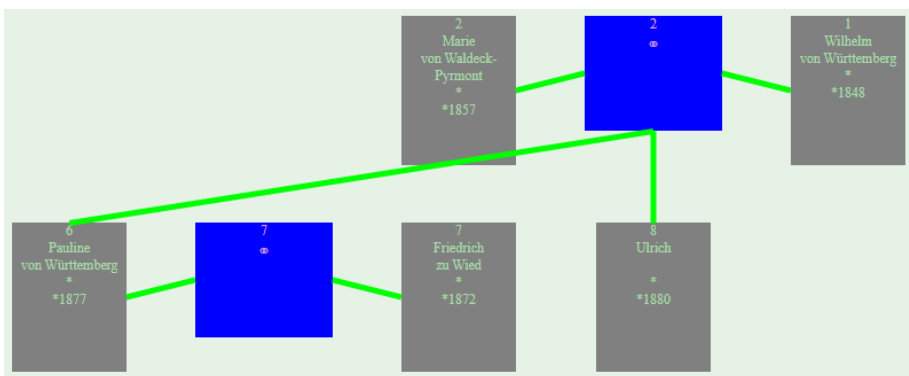 2
Marie
von Waldeck-
Pyrmont
*
*1857
2
⚭
1
Wilhelm
von Württemberg
*
*1848
6
Pauline
von Württemberg
*
*1877
7
⚭
7
Friedrich
zu Wied
*
*1872
8
Ulrich
*
*1880